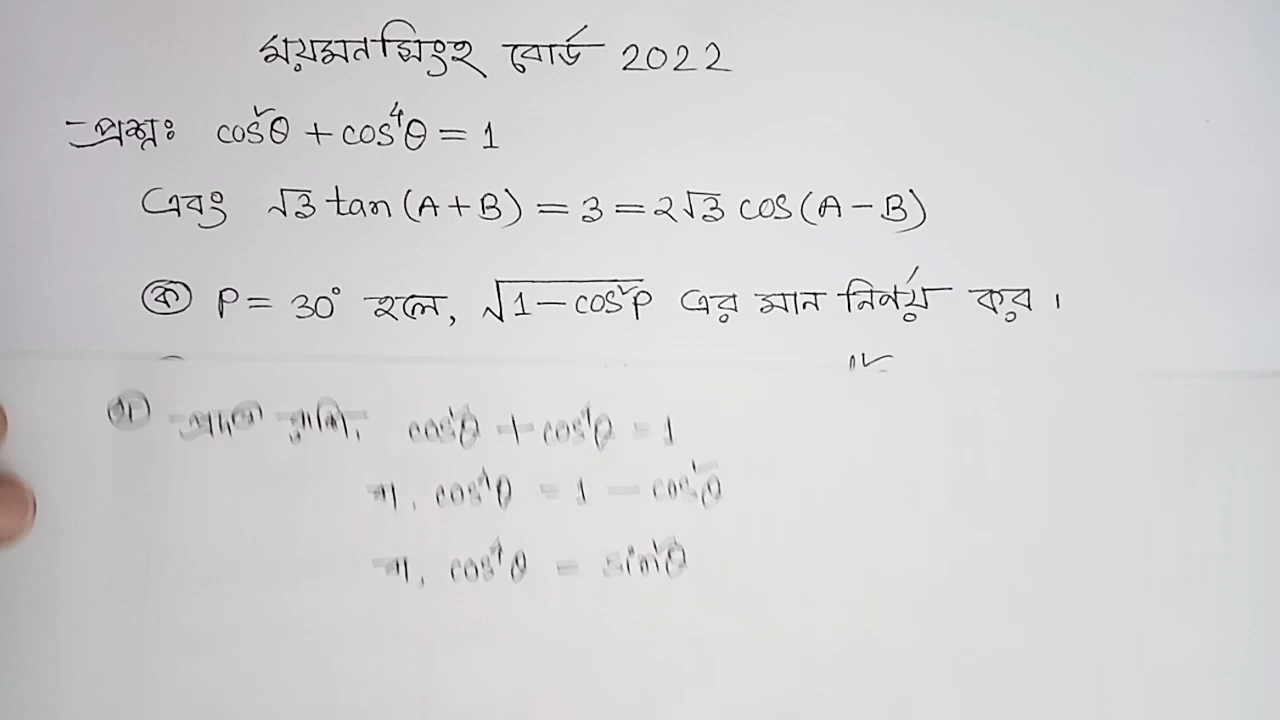 ময়মনসিংহ বোর্ড 2022
প্রশ্নঃ cos²θ + cos⁴θ = 1
এবং √3 tan(A+B) = 3 = 2√3 cos(A-B)
ক P = 30° হলে, √(1-cos²P) এর মান নির্ণয় কর।
cos²θ + cos⁴θ = 1
বা, cos⁴θ = 1 - cos²θ
বা, cos⁴θ = sin²θ